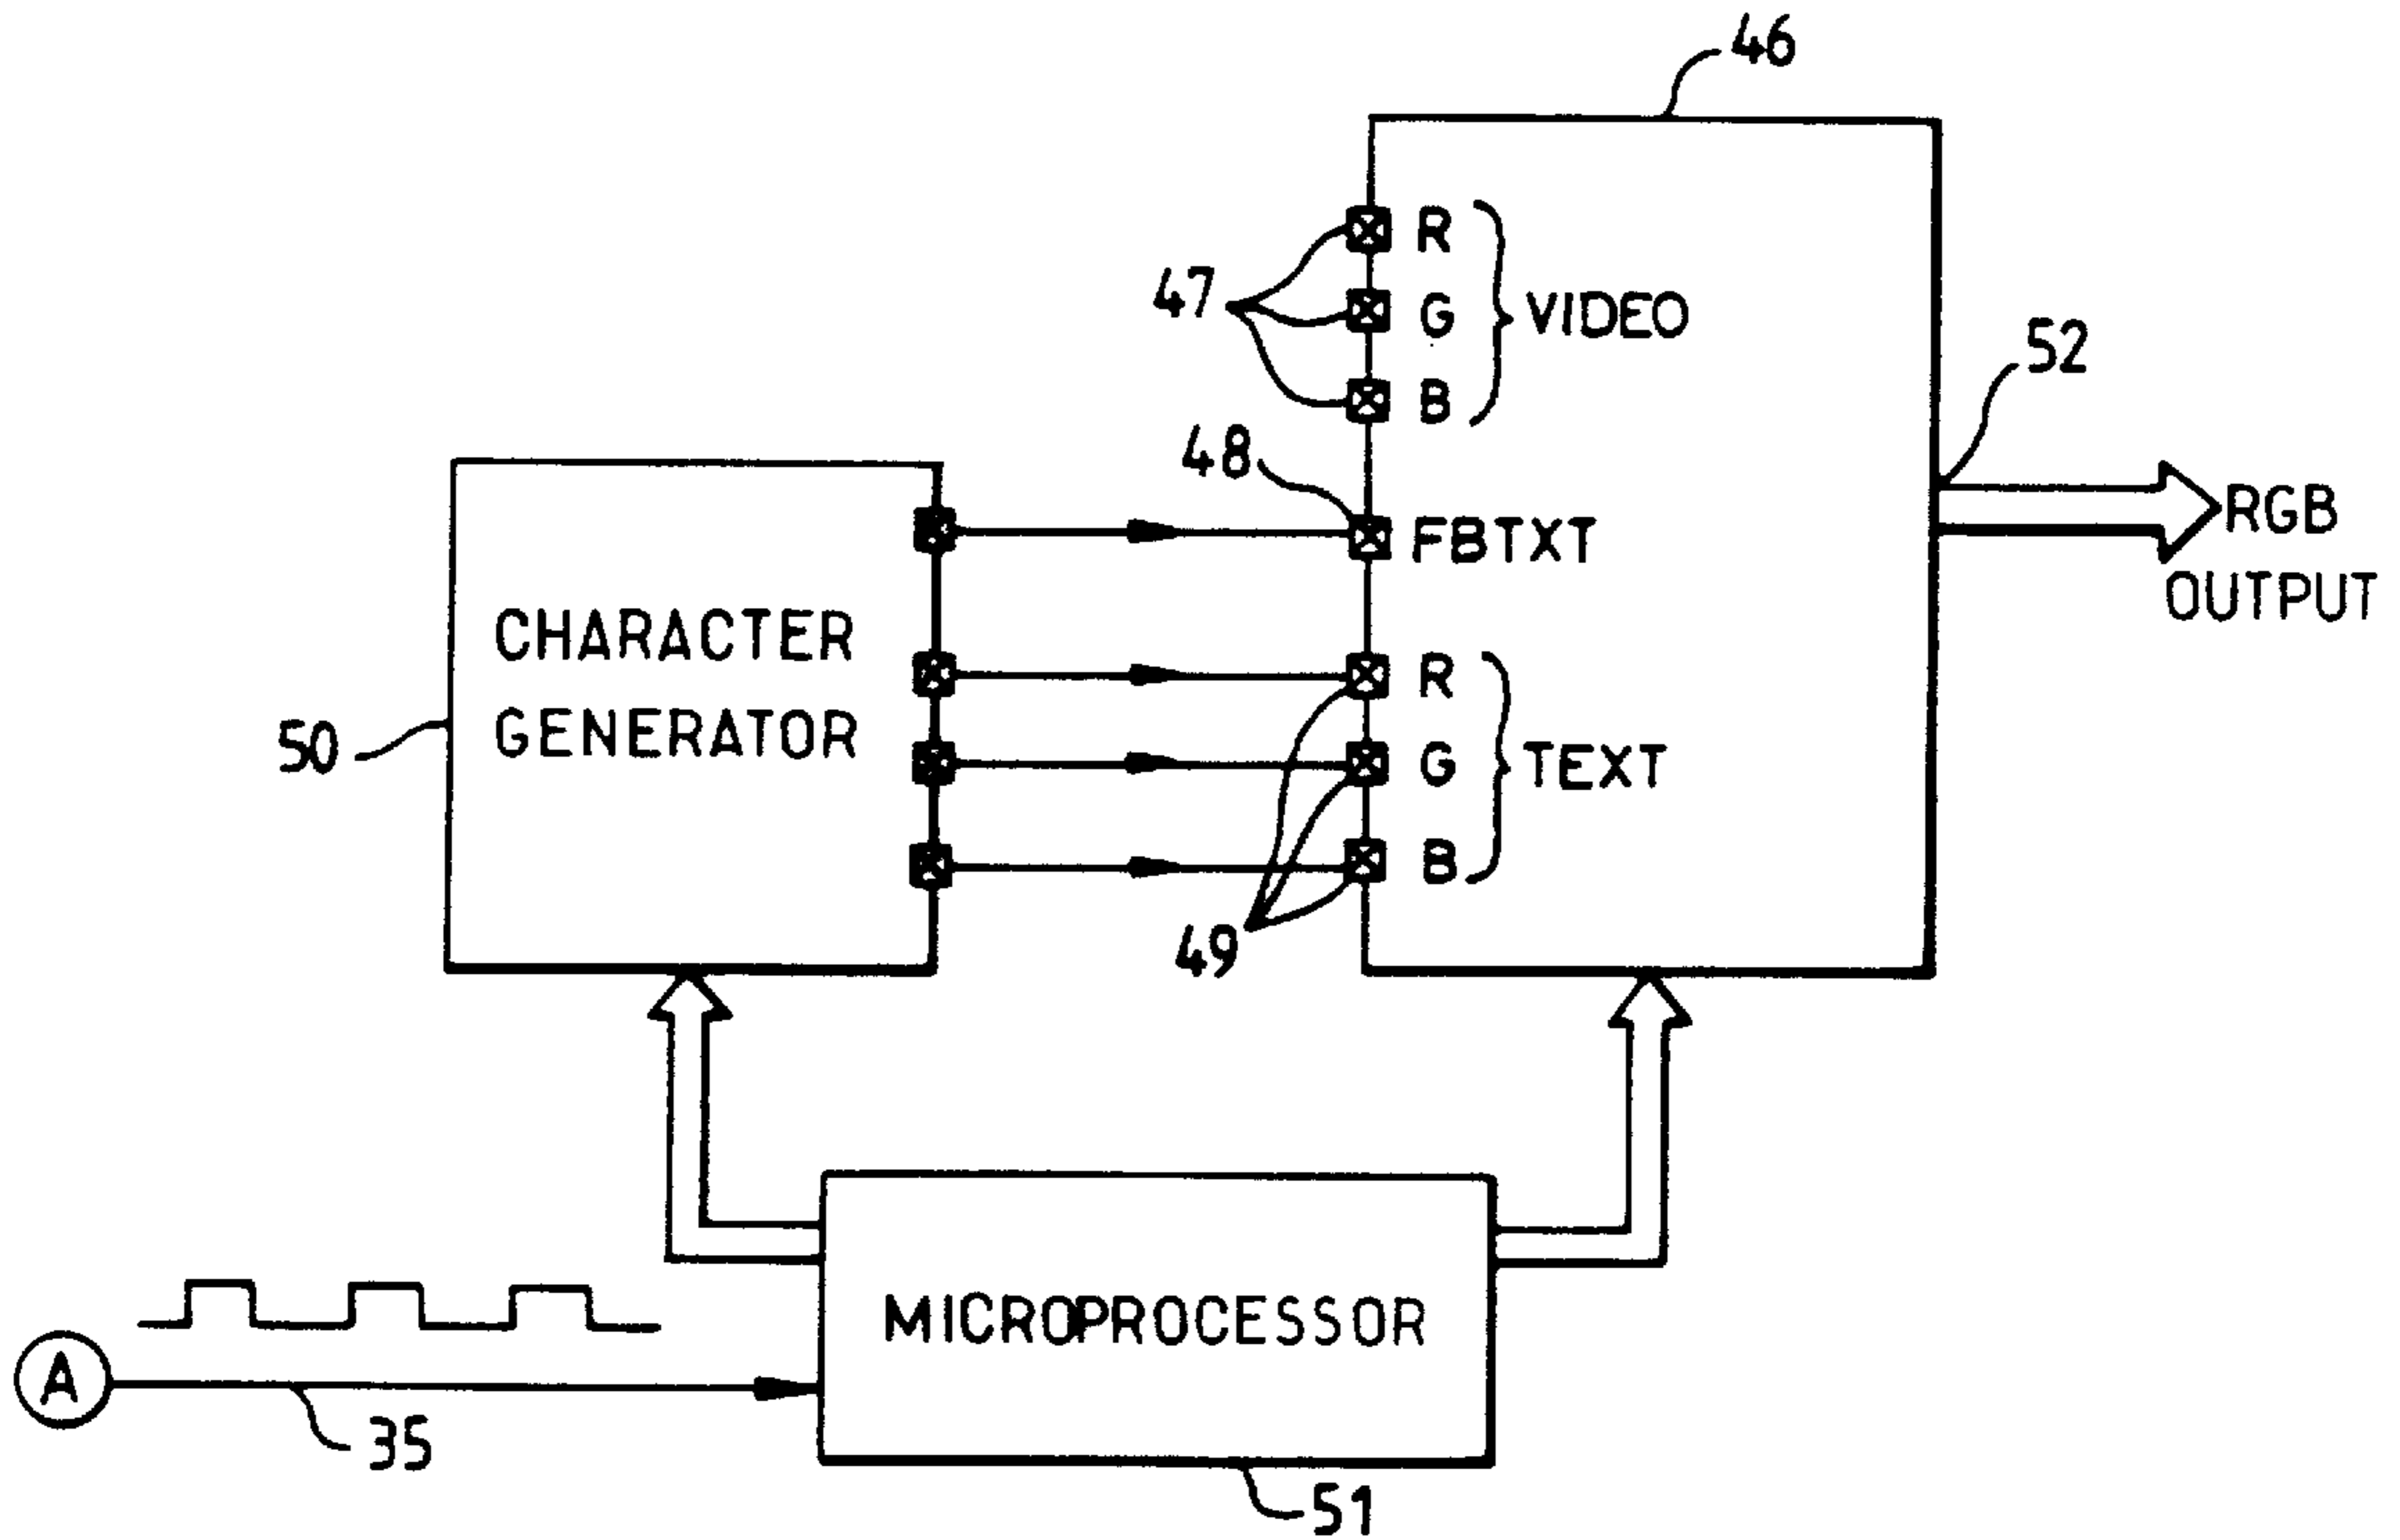 46
R
47
G
VIDEO
B
52
48
FBTXT
RGB
OUTPUT
CHARACTER
GENERATOR
50
R
G
TEXT
B
49
MICROPROCESSOR
A
35
51